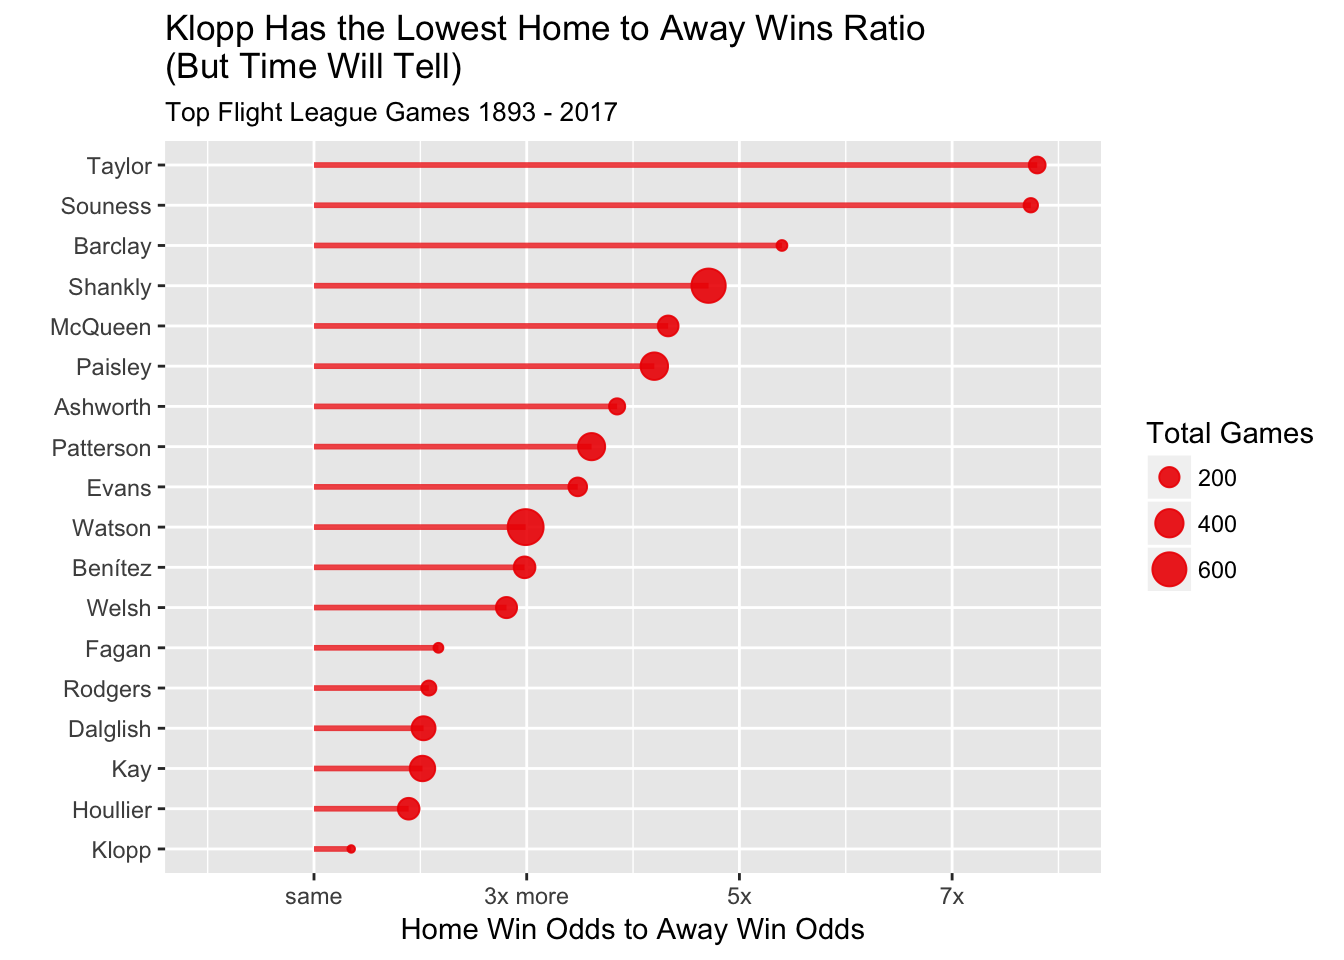 Klopp Has the Lowest Home to Away Wins Ratio
(But Time Will Tell)
Top Flight League Games 1893 - 2017
Taylor
Souness
Barclay
Shankly
McQueen
Paisley
Ashworth
Patterson
Evans
Watson
Benítez
Welsh
Fagan
Rodgers
Dalglish
Kay
Houllier
Klopp
same
3x more
5x
7x
Home Win Odds to Away Win Odds
Total Games
200
400
600